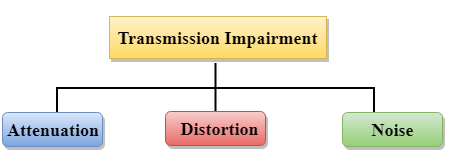 Transmission Impairment
Attenuation
Distortion
Noise